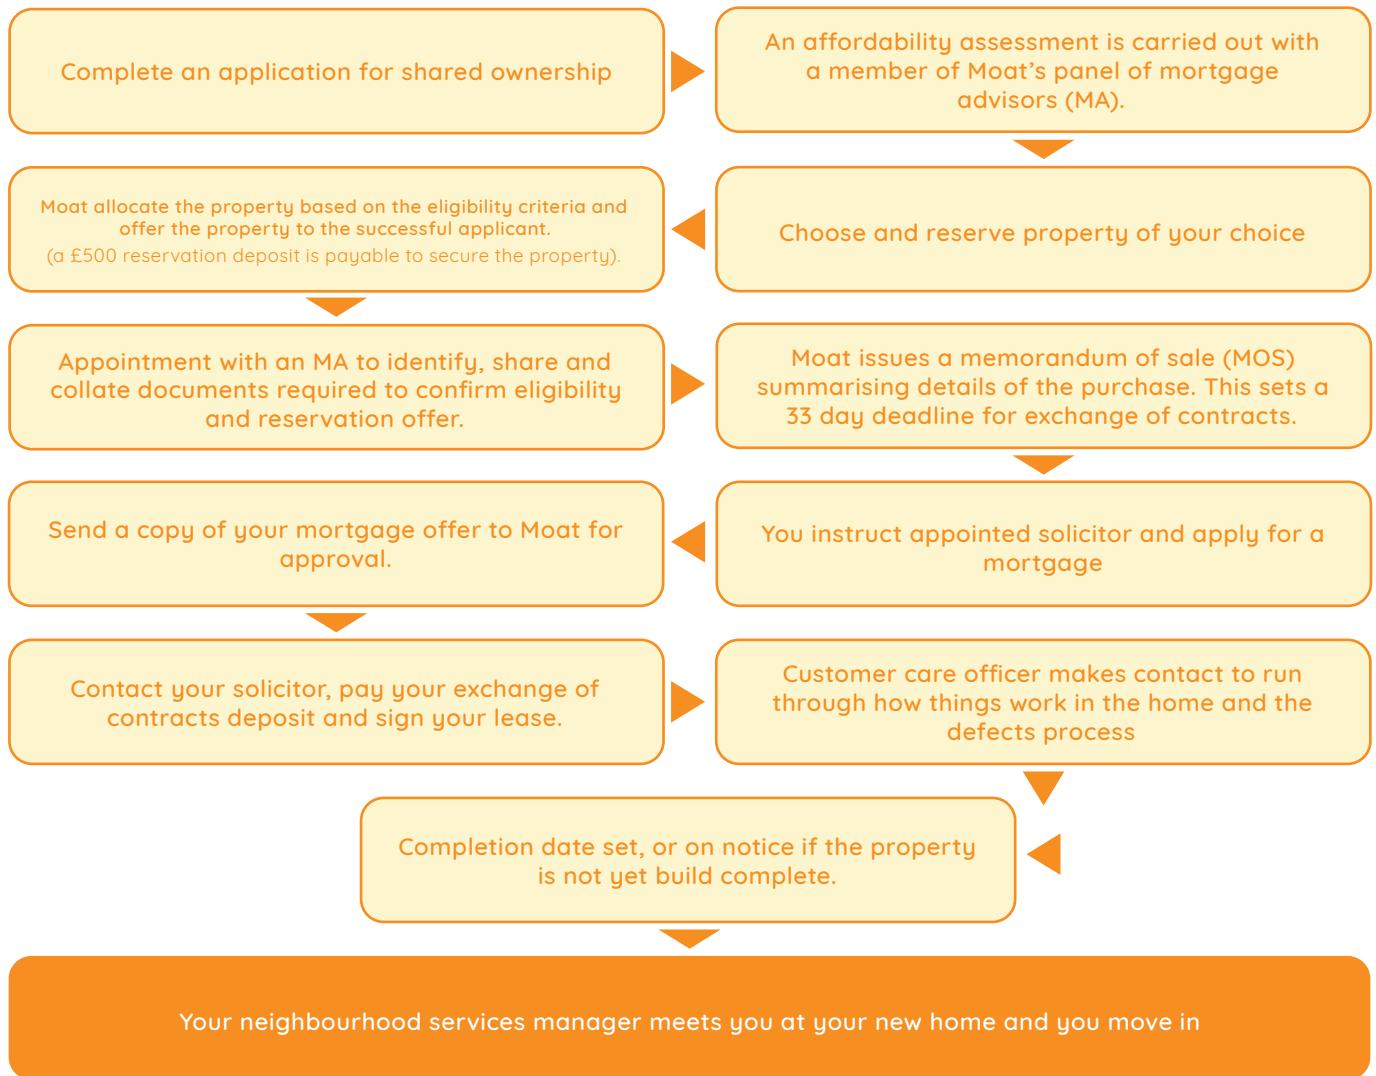 Complete an application for shared ownership
An affordability assessment is carried out with
a member of Moat’s panel of mortgage
advisors (MA).
Choose and reserve property of your choice
Moat allocate the property based on the eligibility criteria and
offer the property to the successful applicant.
(a £500 reservation deposit is payable to secure the property).
Appointment with an MA to identify, share and
collate documents required to confirm eligibility
and reservation offer.
Moat issues a memorandum of sale (MOS)
summarising details of the purchase. This sets a
33 day deadline for exchange of contracts.
You instruct appointed solicitor and apply for a
mortgage
Send a copy of your mortgage offer to Moat for
approval.
Contact your solicitor, pay your exchange of
contracts deposit and sign your lease.
Customer care officer makes contact to run
through how things work in the home and the
defects process
Completion date set, or on notice if the property
is not yet build complete.
Your neighbourhood services manager meets you at your new home and you move in